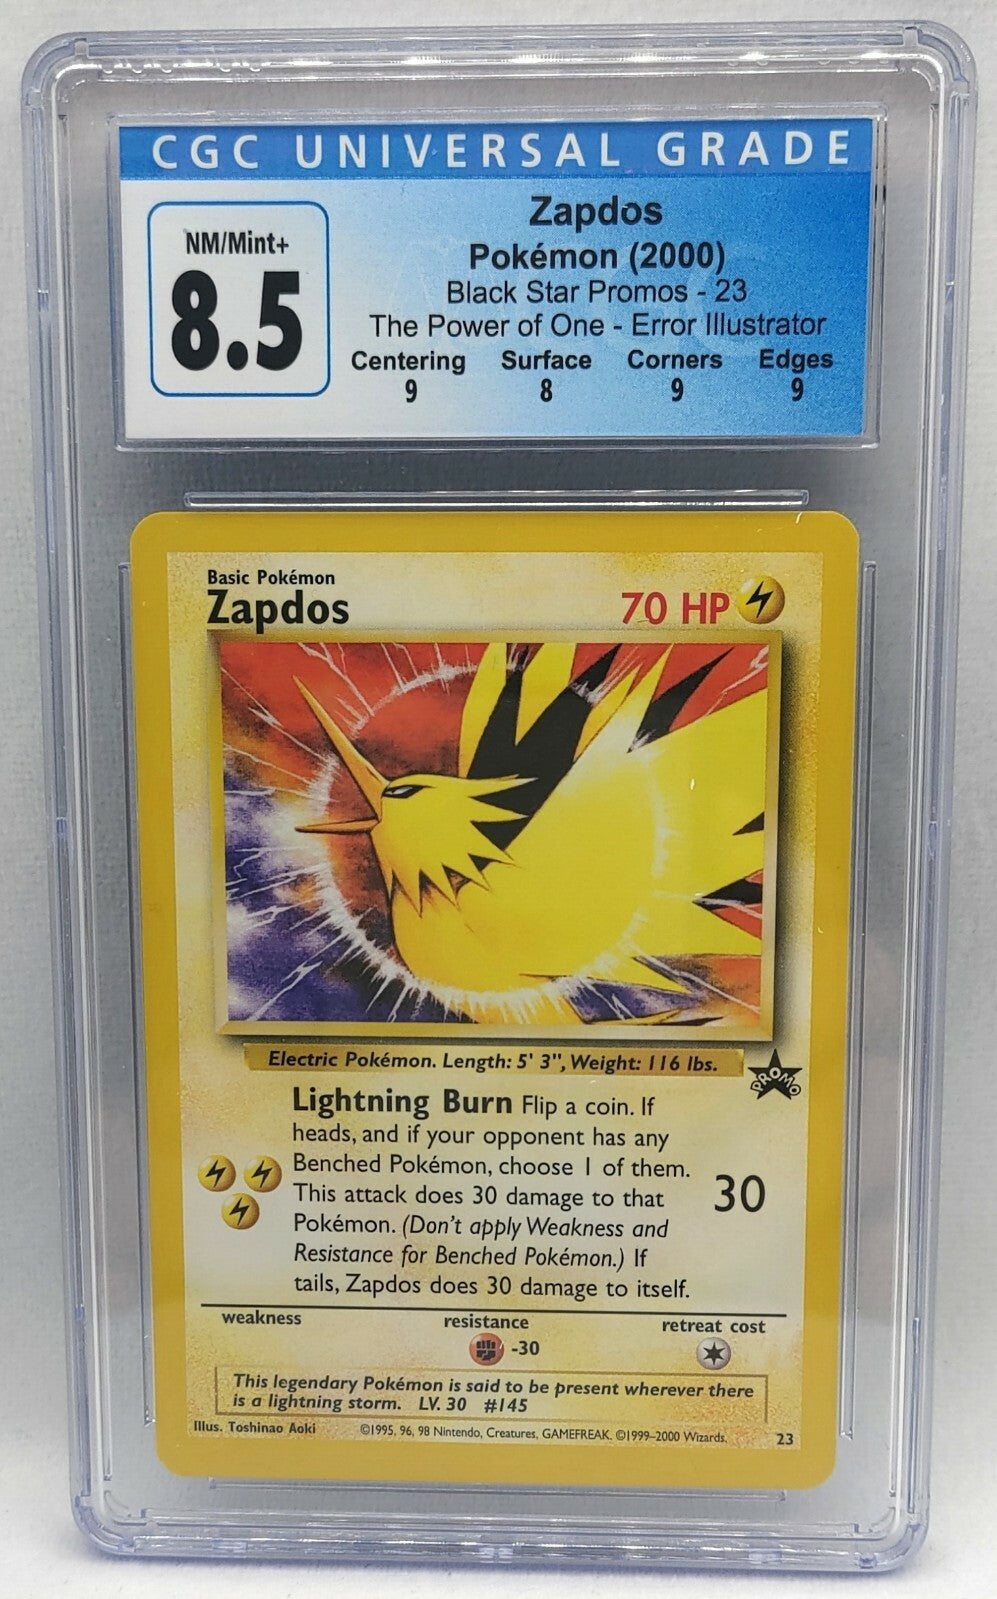 CGC UNIVERSAL GRADE
NM/Mint+
8.5
Zapdos
Pokémon (2000)
Black Star Promos - 23
The Power of One - Error Illustrator
Centering Surface Corners Edges
9 8 9 9
Basic Pokémon
Zapdos 70 HP
Electric Pokémon. Length: 5' 3", Weight: 116 lbs.
PROMO
Lightning Burn Flip a coin. If
heads, and if your opponent has any
Benched Pokémon, choose 1 of them.
This attack does 30 damage to that
30
Pokémon. (Don't apply Weakness and
Resistance for Benched Pokémon.) If
tails, Zapdos does 30 damage to itself.
weakness resistance retreat cost
-30
This legendary Pokémon is said to be present wherever there
is a lightning storm. LV. 30 #145
Illus. Toshinao Aoki ©1995, 96, 98 Nintendo, Creatures, GAMEFREAK. ©1999–2000 Wizards. 23